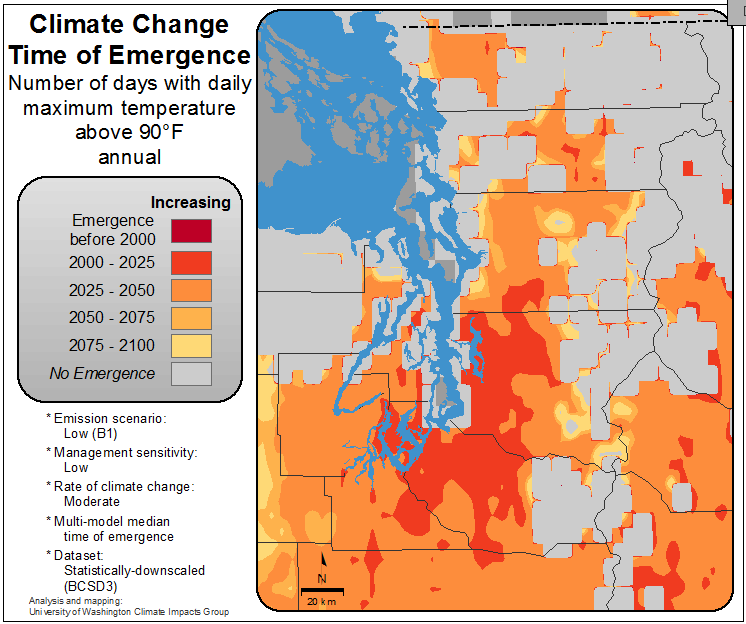 Climate Change
Time of Emergence
Number of days with daily
maximum temperature
above 90°F
annual
Increasing
Emergence
before 2000
2000 - 2025
2025 - 2050
2050 - 2075
2075 - 2100
No Emergence
* Emission scenario:
Low (B1)
* Management sensitivity:
Low
* Rate of climate change:
Moderate
* Multi-model median
time of emergence
* Dataset:
Statistically-downscaled
(BCSD3)
Analysis and mapping:
University of Washington Climate Impacts Group
N
20 km